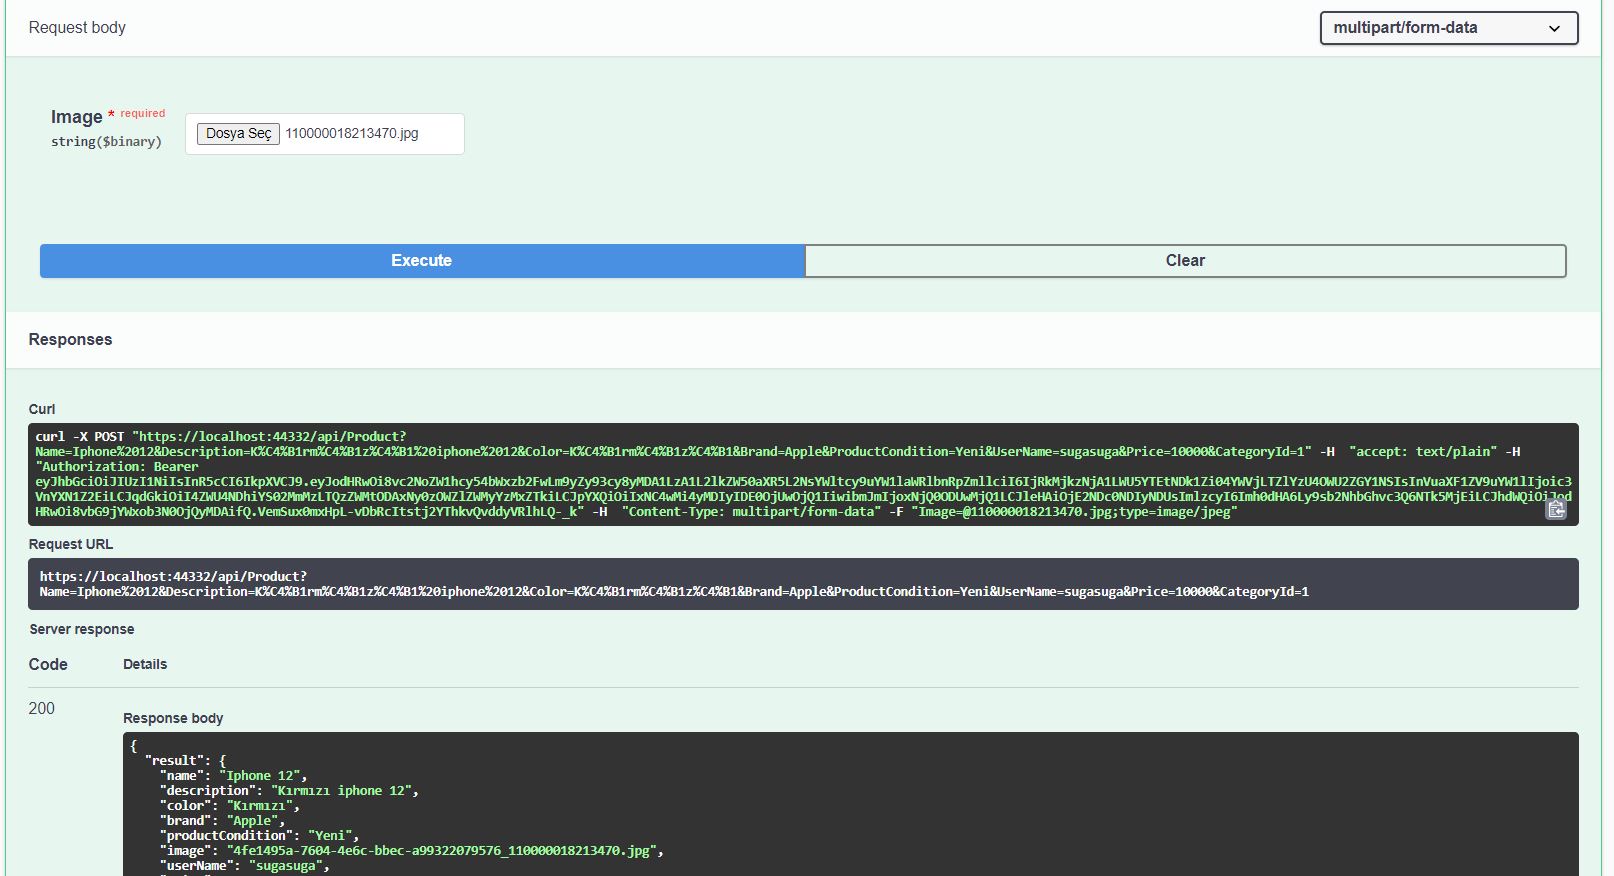 Request body
multipart/form-data
Image * required
string($binary)
Dosya Seç 110000018213470.jpg
Execute
Clear
Responses
Curl
curl -X POST "https://localhost:44332/api/Product?
Name=Iphone%2012&Description=K%C4%B1rm%C4%B1z%C4%B1%20iphone%2012&Color=K%C4%B1rm%C4%B1z%C4%B1&Brand=Apple&ProductCondition=Yeni&UserName=sugasuga&Price=10000&CategoryId=1" -H  "accept: text/plain" -H
"Authorization: Bearer
"Content-Type: multipart/form-data" -F "Image=@110000018213470.jpg;type=image/jpeg"
Request URL
https://localhost:44332/api/Product?
Name=Iphone%2012&Description=K%C4%B1rm%C4%B1z%C4%B1%20iphone%2012&Color=K%C4%B1rm%C4%B1z%C4%B1&Brand=Apple&ProductCondition=Yeni&UserName=sugasuga&Price=10000&CategoryId=1
Server response
Code
Details
200
Response body
{
"result": {
"name": "Iphone 12",
"description": "Kırmızı iphone 12",
"color": "Kırmızı",
"brand": "Apple",
"productCondition": "Yeni",
"image": "4fe1495a-7604-4e6c-bbec-a99322079576_110000018213470.jpg",
"userName": "sugasuga",